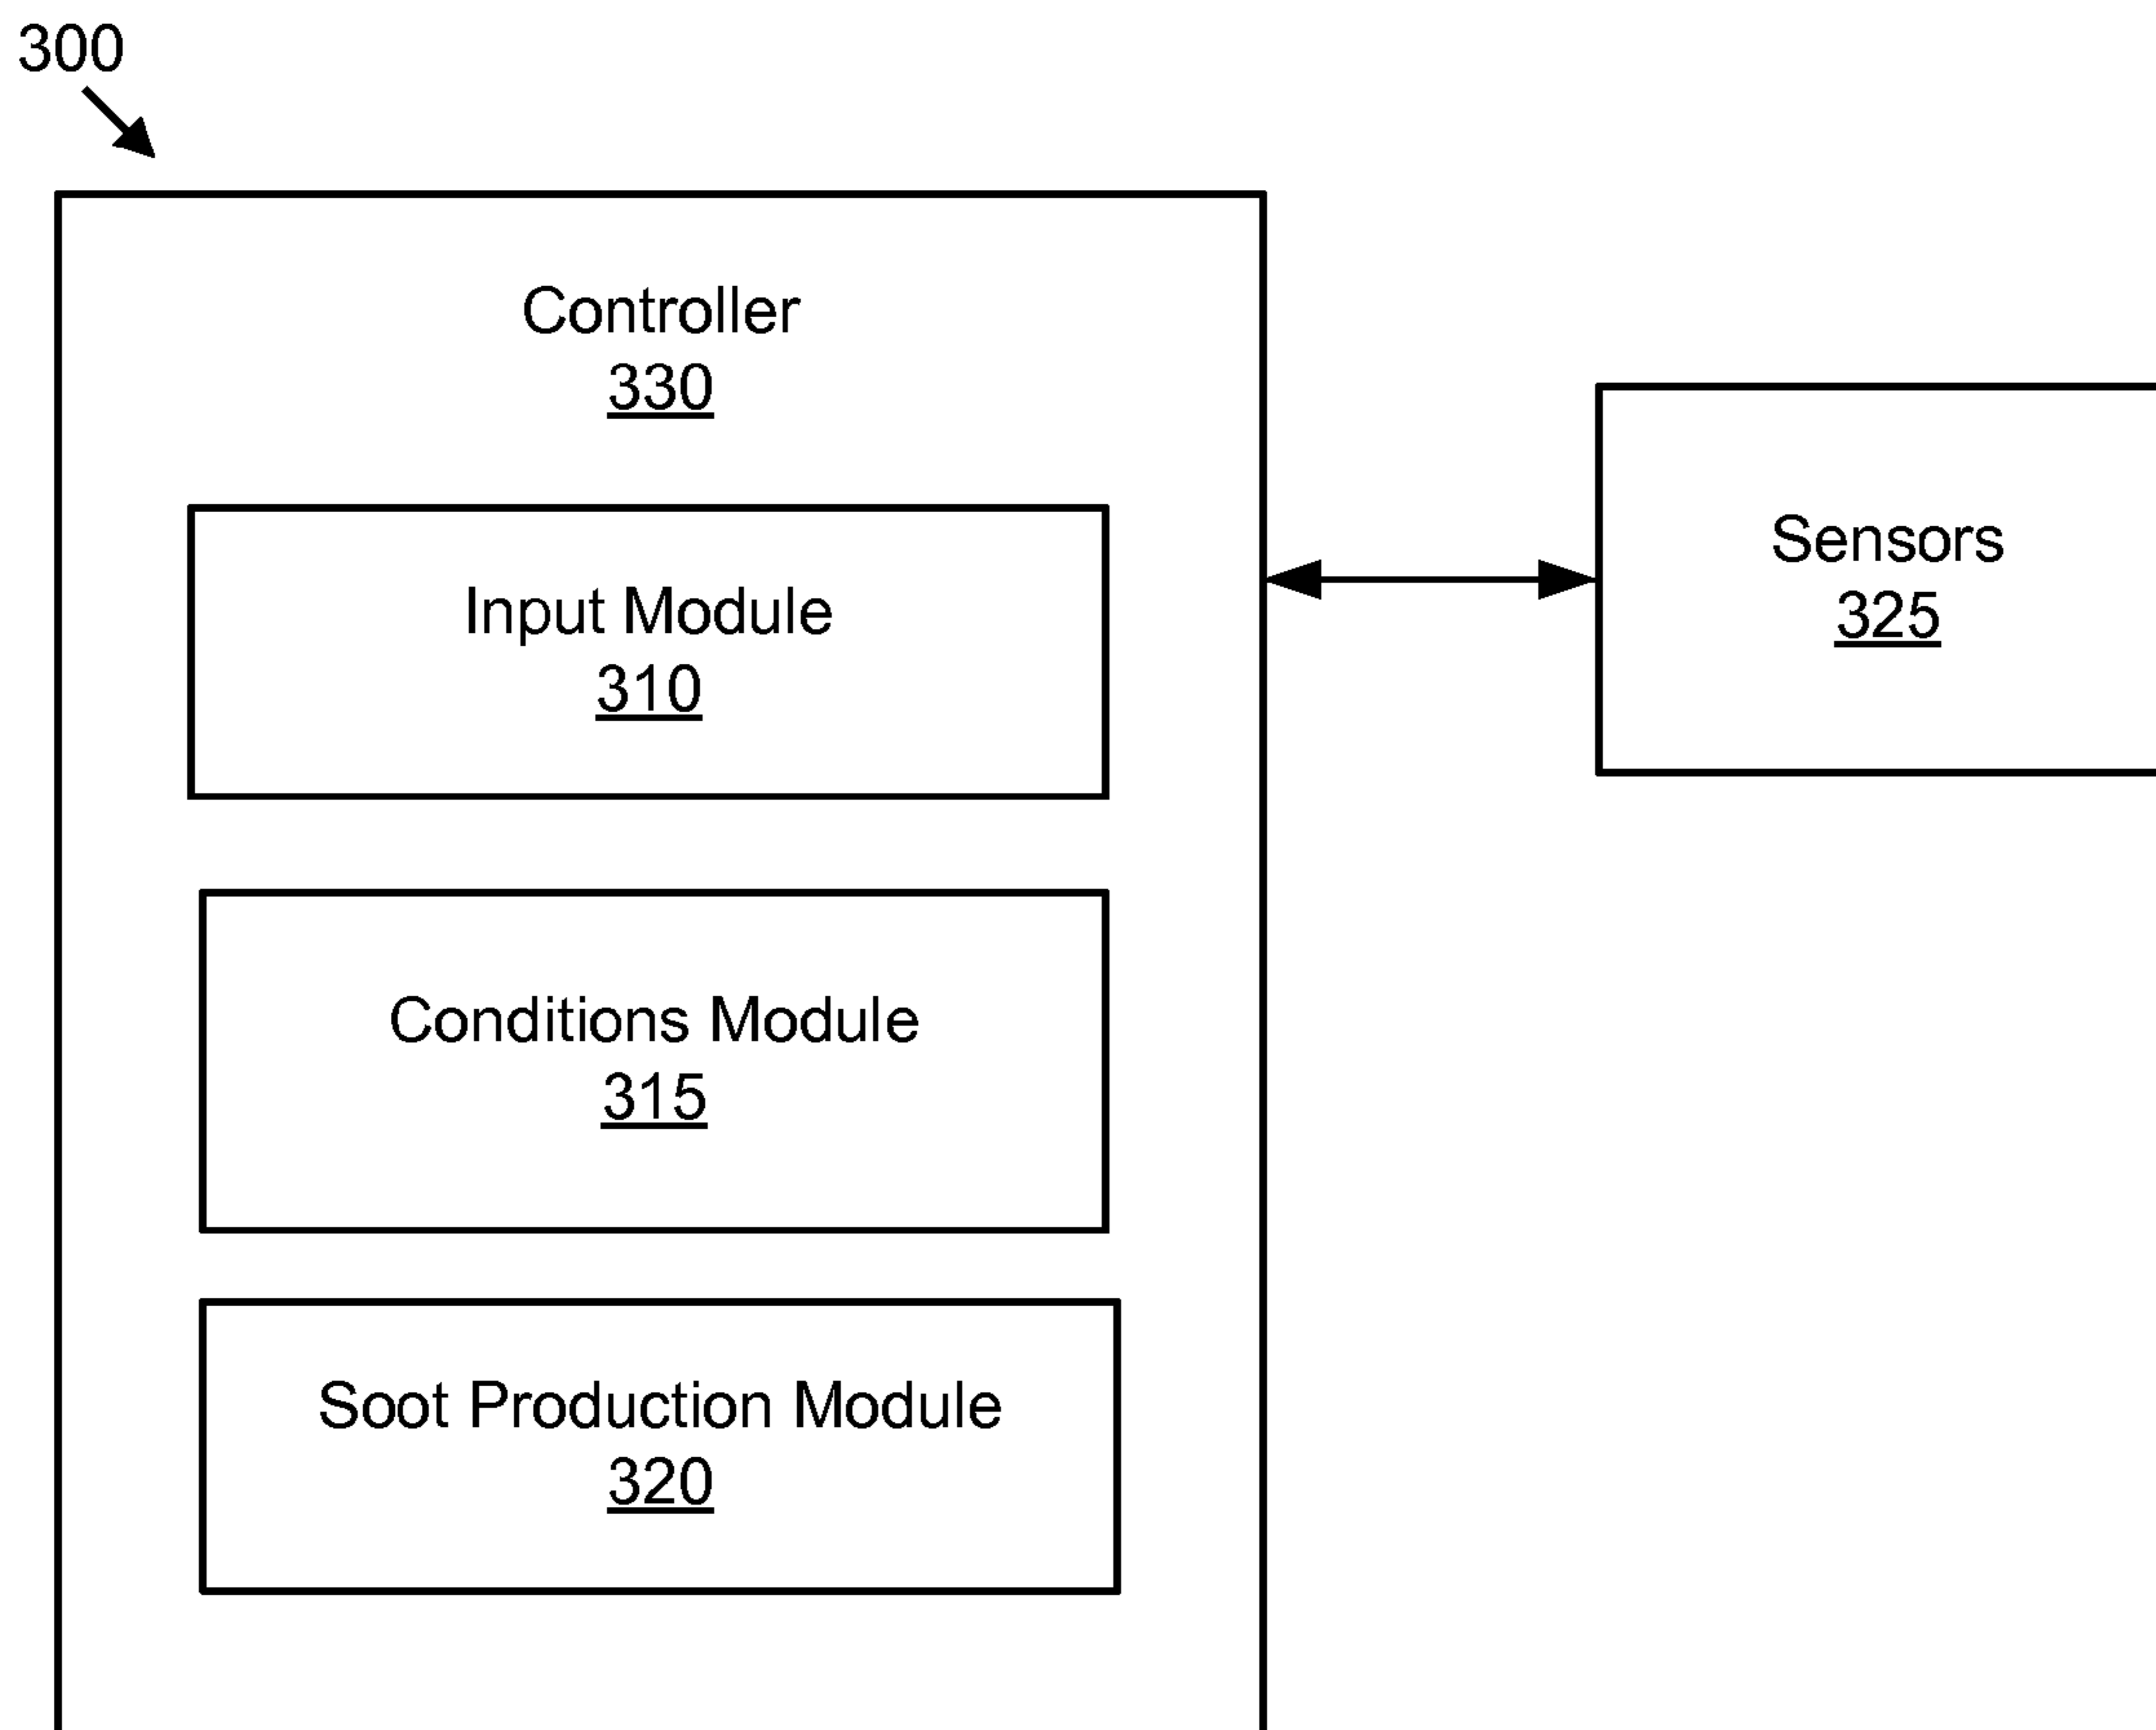 300
Controller
330
Input Module
310
Conditions Module
315
Soot Production Module
320
Sensors
325